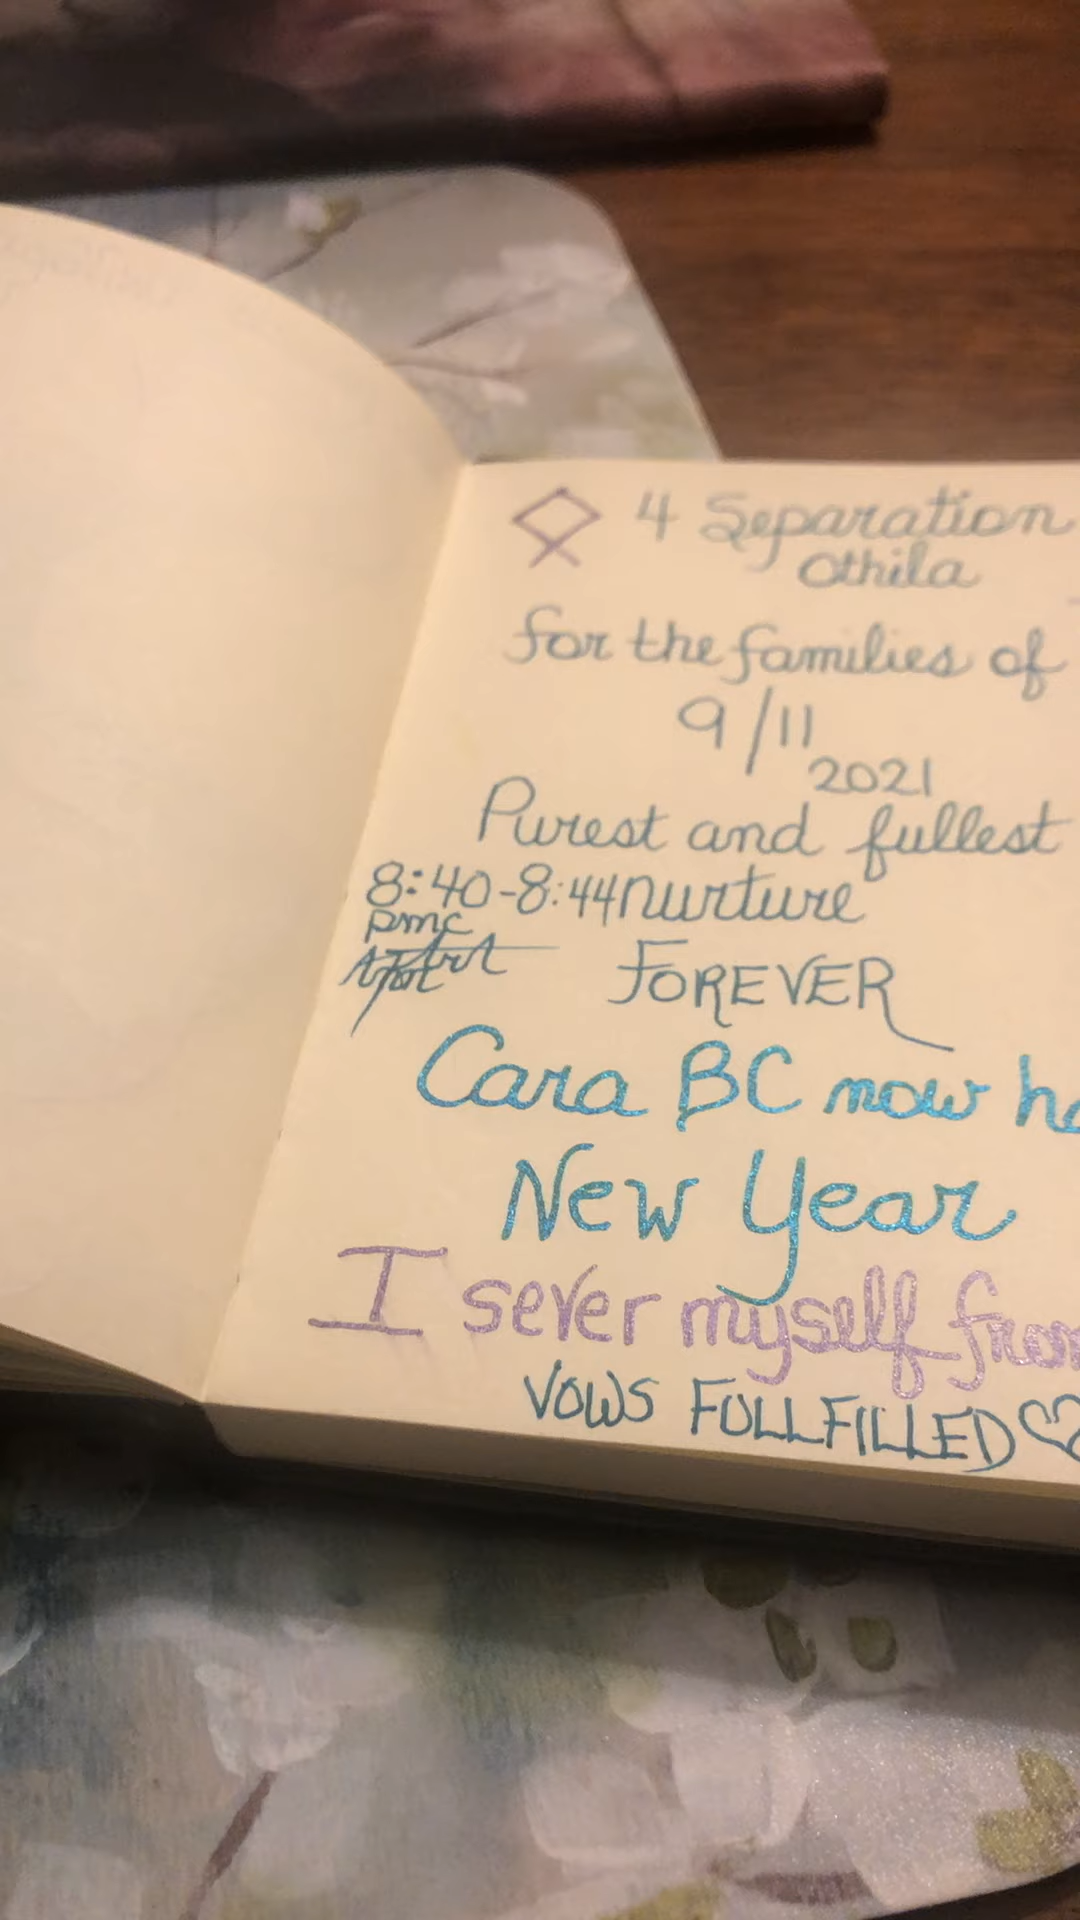 4 Separation
Othila
for the families of
9/11
2021
Purest and fullest
8:40-8:44 nurture
pmc
FOREVER
Cara BC now
New Year
I sever myself
VOWS FULLFILLED